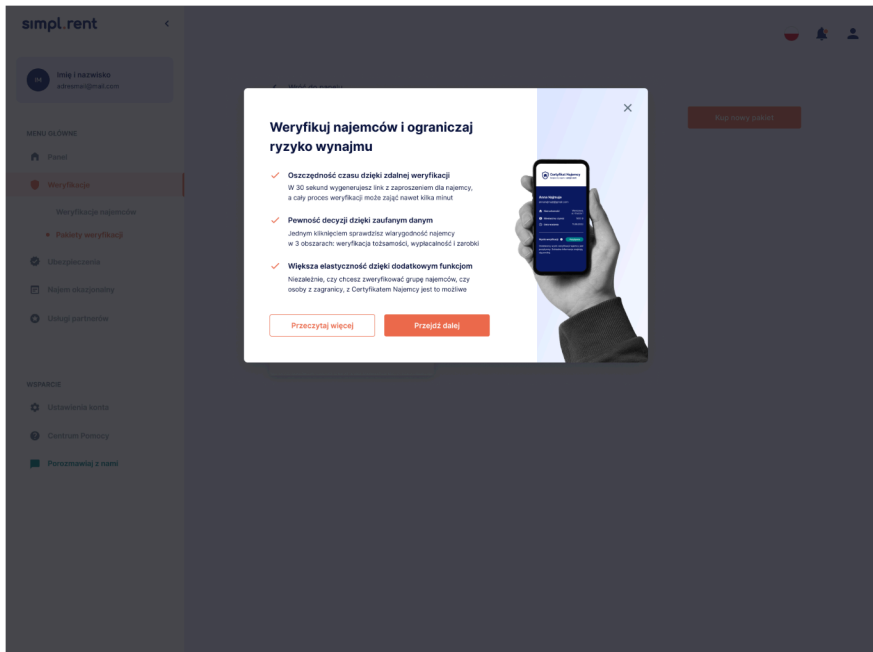 simpl.rent
Imię i nazwisko
adresmail@mail.com
Wróć do panelu
Kup nowy pakiet
MENU GŁÓWNE
Panel
Weryfikacja
Weryfikacja najemców
Pakiety weryfikacji
Ubezpieczenia
Najem okazjonalny
Usługi partnerów
WSPARCIE
Ustawienia konta
Centrum Pomocy
Porozmawiaj z nami
Weryfikuj najemców i ograniczaj
ryzyko wynajmu
Oszczędność czasu dzięki zdalnej weryfikacji
W 30 sekund wygenerujesz link z zaproszeniem dla najemcy,
a cały proces weryfikacji może zająć nawet kilka minut
Pewność decyzji dzięki zaufanym danym
Jednym kliknięciem sprawdzisz wiarygodność najemcy
w 3 obszarach: weryfikacja tożsamości, wypłacalność i zarobki
Większa elastyczność dzięki dodatkowym funkcjom
Niezależnie, czy chcesz zweryfikować grupę najemców, czy
osoby z zagranicy, z Certyfikatem Najemcy jest to możliwe
Przeczytaj więcej
Przejdź dalej
Certyfikat Najemcy